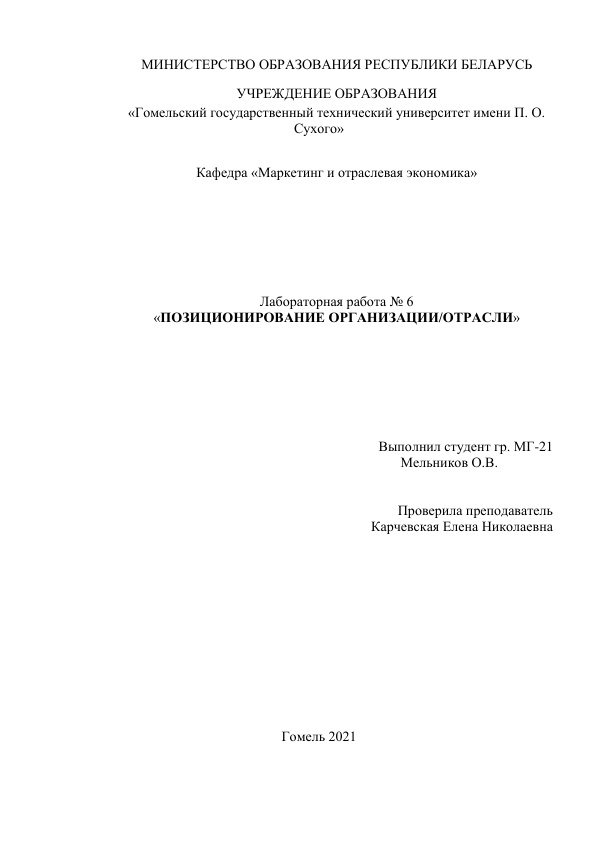 МИНИСТЕРСТВО ОБРАЗОВАНИЯ РЕСПУБЛИКИ БЕЛАРУСЬ
УЧРЕЖДЕНИЕ ОБРАЗОВАНИЯ
«Гомельский государственный технический университет имени П. О.
Сухого»
Кафедра «Маркетинг и отраслевая экономика»
Лабораторная работа № 6
«ПОЗИЦИОНИРОВАНИЕ ОРГАНИЗАЦИИ/ОТРАСЛИ»
Выполнил студент гр. МГ-21
Мельников О.В.
Проверила преподаватель
Карчевская Елена Николаевна
Гомель 2021